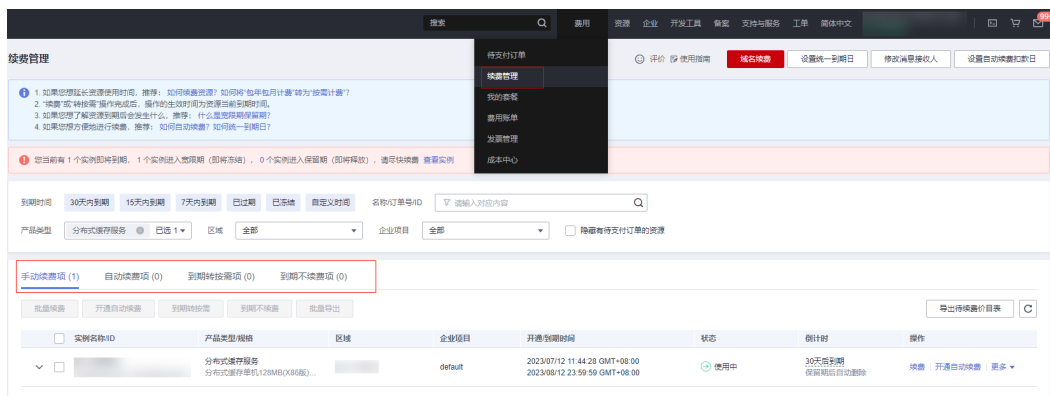 搜索 费用 资源 企业 开发工具 备案 支持与服务 工单 简体中文 99+
续费管理
评价 使用指南 域名续费 设置统一到期日 修改消息接收人 设置自动续费扣款日
待支付订单
续费管理
我的套餐
费用账单
发票管理
成本中心
1. 如果您想延长资源使用时间，推荐： 如何续费资源？如何将“包年包月计费”转为“按需计费”？
2. “续费”或“转按需”操作完成后，操作的生效时间为资源当前到期时间。
3. 如果您想了解资源到期后会发生什么，推荐： 什么是宽限期保留期？
4. 如果您想方便地进行续费，推荐： 如何自动续费？如何统一到期日？
您当前有 1 个实例即将到期， 1 个实例进入宽限期（即将冻结）， 0 个实例进入保留期（即将释放），请尽快续费 查看实例
到期时间 30天内到期 15天内到期 7天内到期 已过期 已冻结 自定义时间 名称/订单号/ID 请输入对应内容
产品类型 分布式缓存服务 已选 1 区域 全部 企业项目 全部 隐藏有待支付订单的资源
手动续费项 (1) 自动续费项 (0) 到期转按需项 (0) 到期不续费项 (0)
批量续费 开通自动续费 到期转按需 到期不续费 批量导出 导出待续费价目表
实例名称/ID 产品类型/规格 区域 企业项目 开通/到期时间 状态 倒计时 操作
分布式缓存服务 2023/07/12 11:44:28 GMT+08:00 30天后到期
default 使用中 续费 开通自动续费 更多
分布式缓存单机128MB(X86版)... 2023/08/12 23:59:59 GMT+08:00 保留期后自动删除